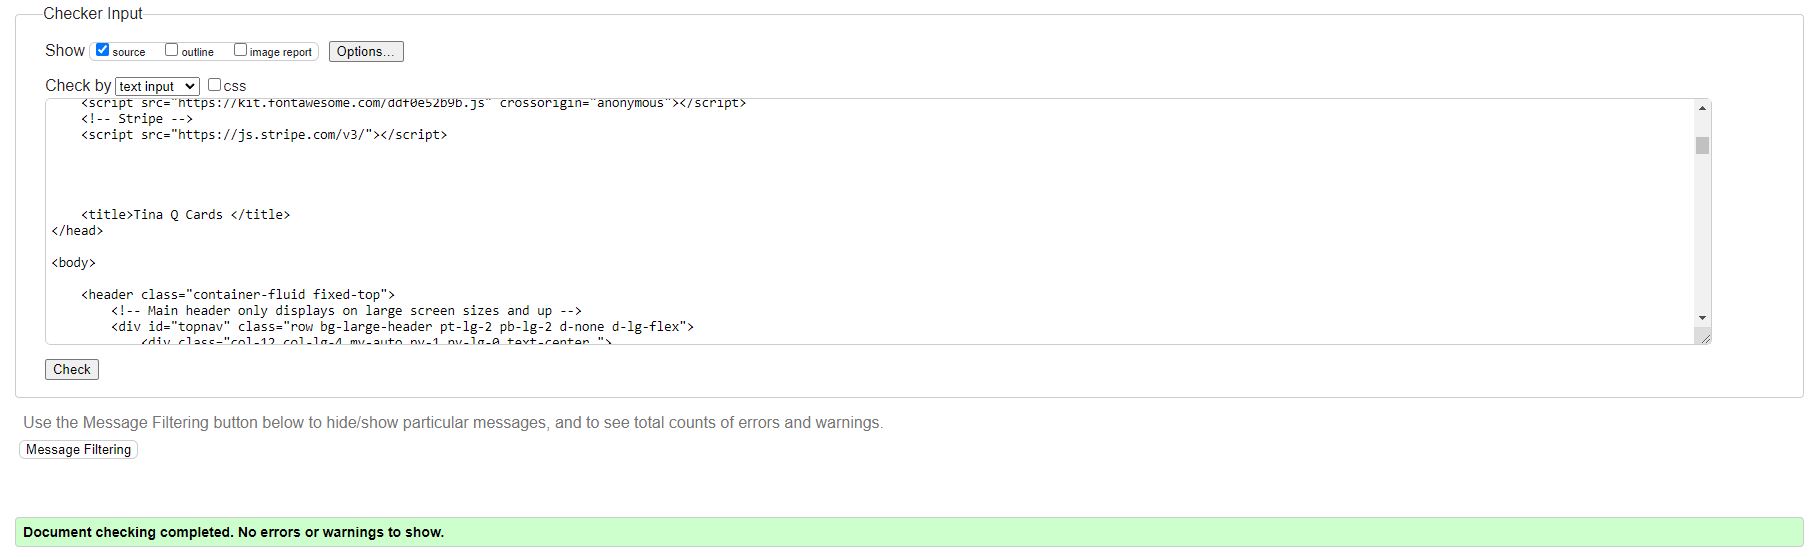 Checker Input
Show source outline image report Options...
Check by text input css
<script src="https://kit.fontawesome.com/ddf0e52b9b.js" crossorigin="anonymous"></script>
<!-- Stripe -->
<script src="https://js.stripe.com/v3/"></script>
<title>Tina Q Cards </title>
</head>
<body>
<header class="container-fluid fixed-top">
<!-- Main header only displays on large screen sizes and up -->
<div id="topnav" class="row bg-large-header pt-lg-2 pb-lg-2 d-none d-lg-flex">
<div class="col-12 col-lg-4 my-auto py-1 py-lg-0 text-center ">
Check
Use the Message Filtering button below to hide/show particular messages, and to see total counts of errors and warnings.
Message Filtering
Document checking completed. No errors or warnings to show.